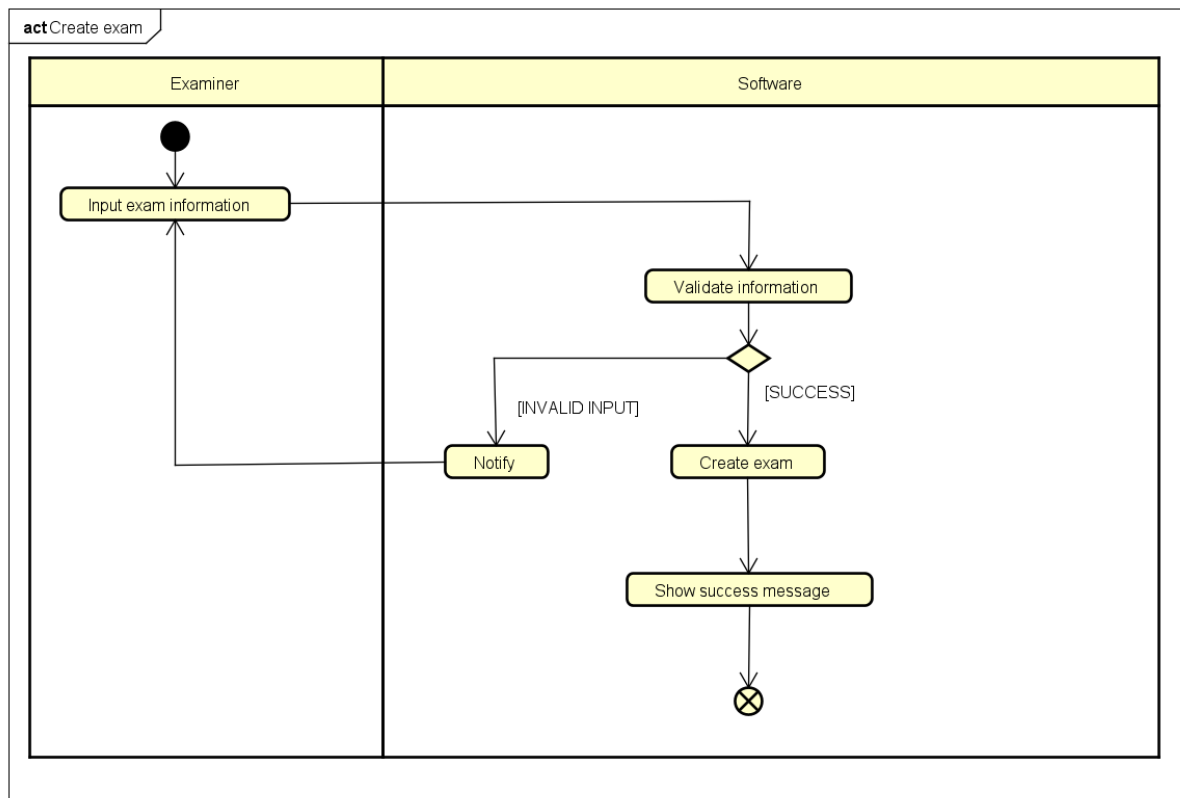 act Create exam
Examiner
Software
Input exam information
Validate information
[SUCCESS]
[INVALID INPUT]
Notify
Create exam
Show success message